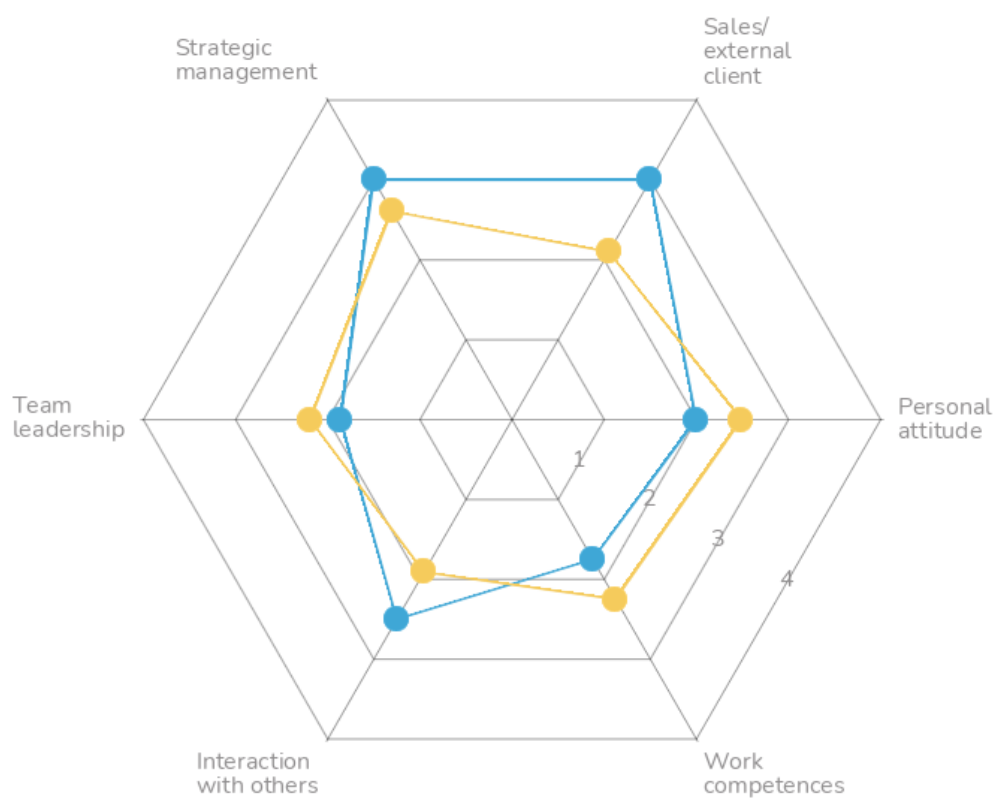 Sales/
external
client
Strategic
management
Team
leadership
Personal
attitude
1
2
3
4
Interaction
with others
Work
competences